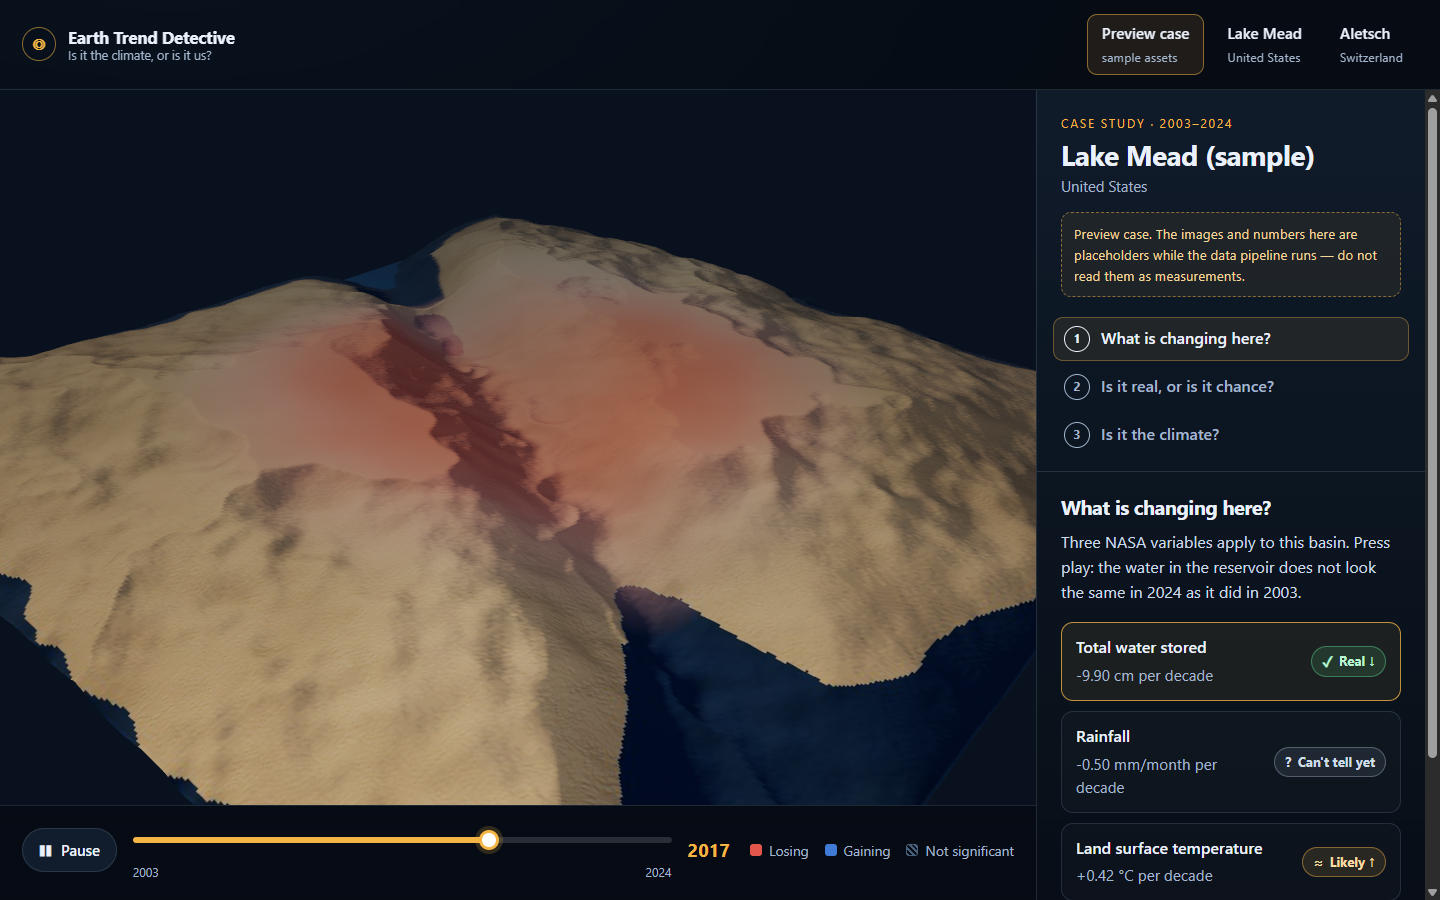 Earth Trend Detective
Is it the climate, or is it us?
Preview case
sample assets
Lake Mead
United States
Aletsch
Switzerland
CASE STUDY · 2003–2024
Lake Mead (sample)
United States
Preview case. The images and numbers here are
placeholders while the data pipeline runs — do not
read them as measurements.
1 What is changing here?
2 Is it real, or is it chance?
3 Is it the climate?
What is changing here?
Three NASA variables apply to this basin. Press
play: the water in the reservoir does not look
the same in 2024 as it did in 2003.
Total water stored
-9.90 cm per decade
✓ Real ↓
Rainfall
-0.50 mm/month per
decade
? Can't tell yet
Land surface temperature
+0.42 °C per decade
≈ Likely ↑
Pause
2003
2024
2017
Losing
Gaining
Not significant